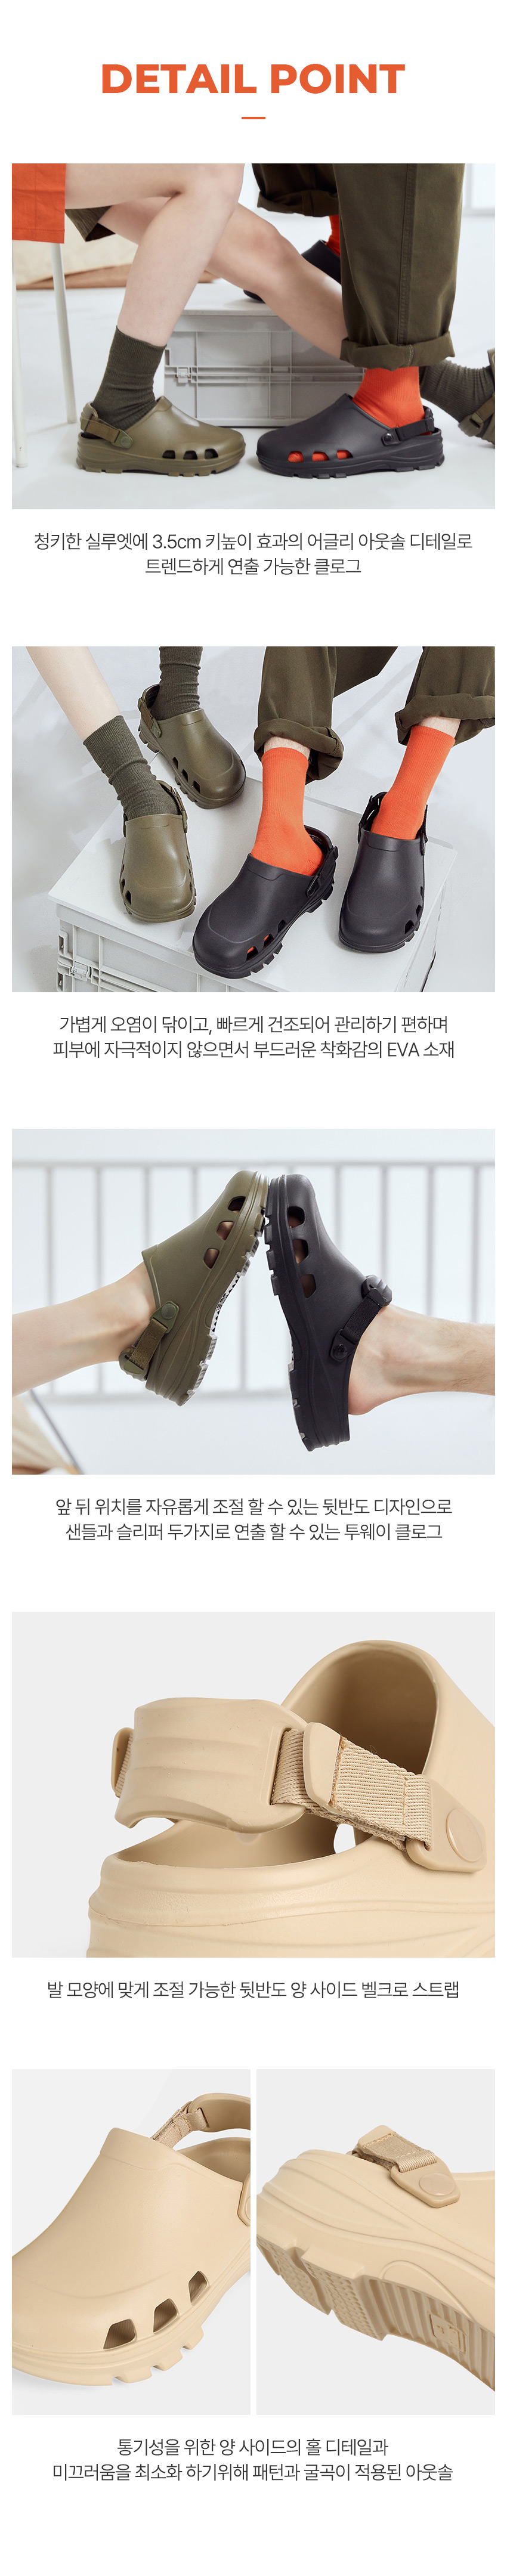 DETAIL POINT
청키한 실루엣에 3.5cm 키높이 효과의 어글리 아웃솔 디테일로
트렌드하게 연출 가능한 클로그
가볍게 오염이 닦이고, 빠르게 건조되어 관리하기 편하며
피부에 자극적이지 않으면서 부드러운 착화감의 EVA 소재
앞 뒤 위치를 자유롭게 조절 할 수 있는 뒷반도 디자인으로
샌들과 슬리퍼 두가지로 연출 할 수 있는 투웨이 클로그
발 모양에 맞게 조절 가능한 뒷반도 양 사이드 벨크로 스트랩
통기성을 위한 양 사이드의 홀 디테일과
미끄러움을 최소화 하기위해 패턴과 굴곡이 적용된 아웃솔